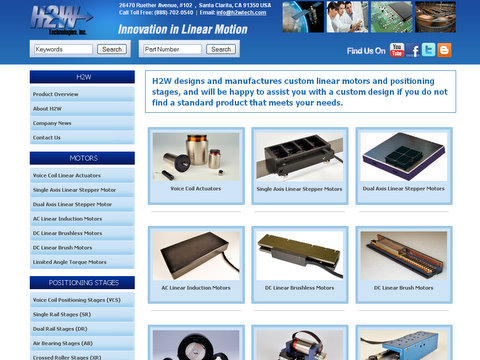 H2W
Technologies, Inc.
26470 Ruether Avenue, #102 , Santa Clarita, CA 91350 USA
Call Toll Free: (888) 702-0540 | Email: info@h2wtech.com
Innovation in Linear Motion
Keywords
Search
Part Number
Search
Find Us On
You
Tube
f
t
H2W
Product Overview
About H2W
Company News
Contact Us
MOTORS
Voice Coil Linear Actuators
Single Axis Linear Stepper Motor
Dual Axis Linear Stepper Motor
AC Linear Induction Motors
DC Linear Brushless Motors
DC Linear Brush Motors
Limited Angle Torque Motors
POSITIONING STAGES
Voice Coil Positioning Stages (VCS)
Single Rail Stages (SR)
Dual Rail Stages (DR)
Air Bearing Stages (AB)
Crossed Roller Stages (XR)
H2W designs and manufactures custom linear motors and positioning
stages, and will be happy to assist you with a custom design if you do not
find a standard product that meets your needs.
Voice Coil Actuators
Single Axis Linear Stepper Motors
Dual Axis Linear Stepper Motors
AC Linear Induction Motors
DC Linear Brushless Motors
DC Linear Brush Motors